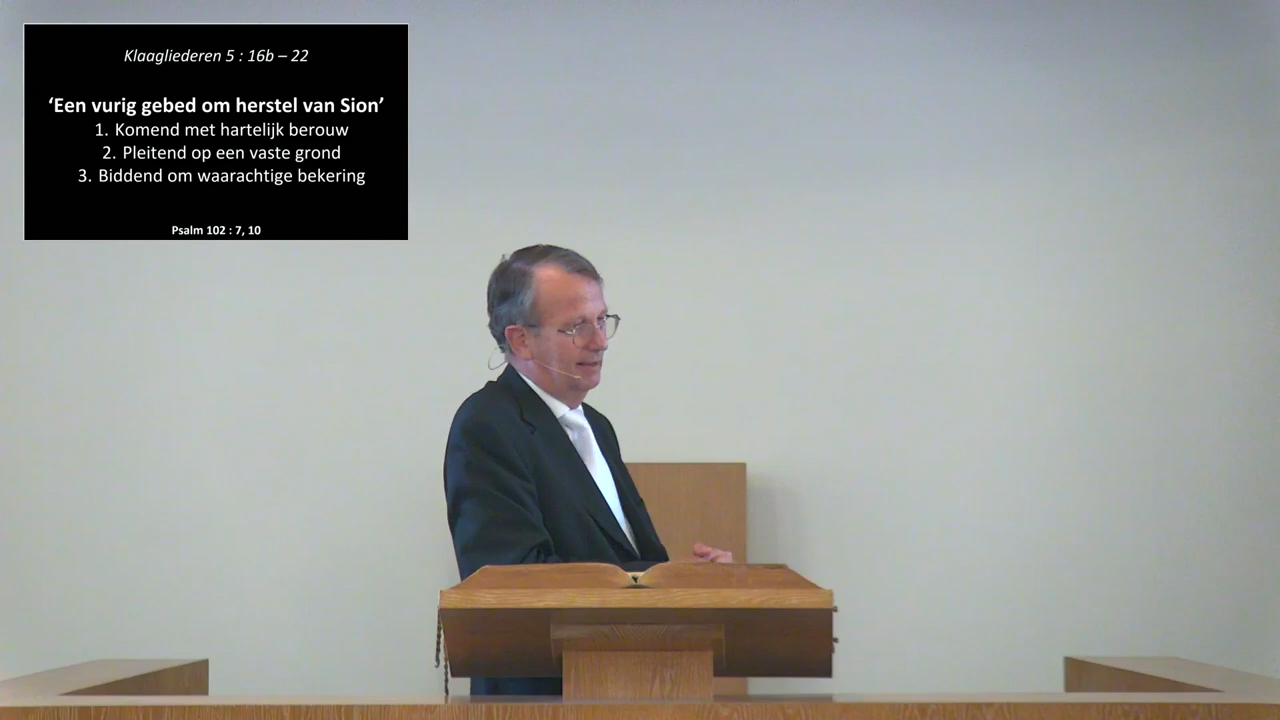 Klaagliederen 5 : 16b – 22
‘Een vurig gebed om herstel van Sion’
1. Komend met hartelijk berouw
2. Pleitend op een vaste grond
3. Biddend om waarachtige bekering
Psalm 102 : 7, 10